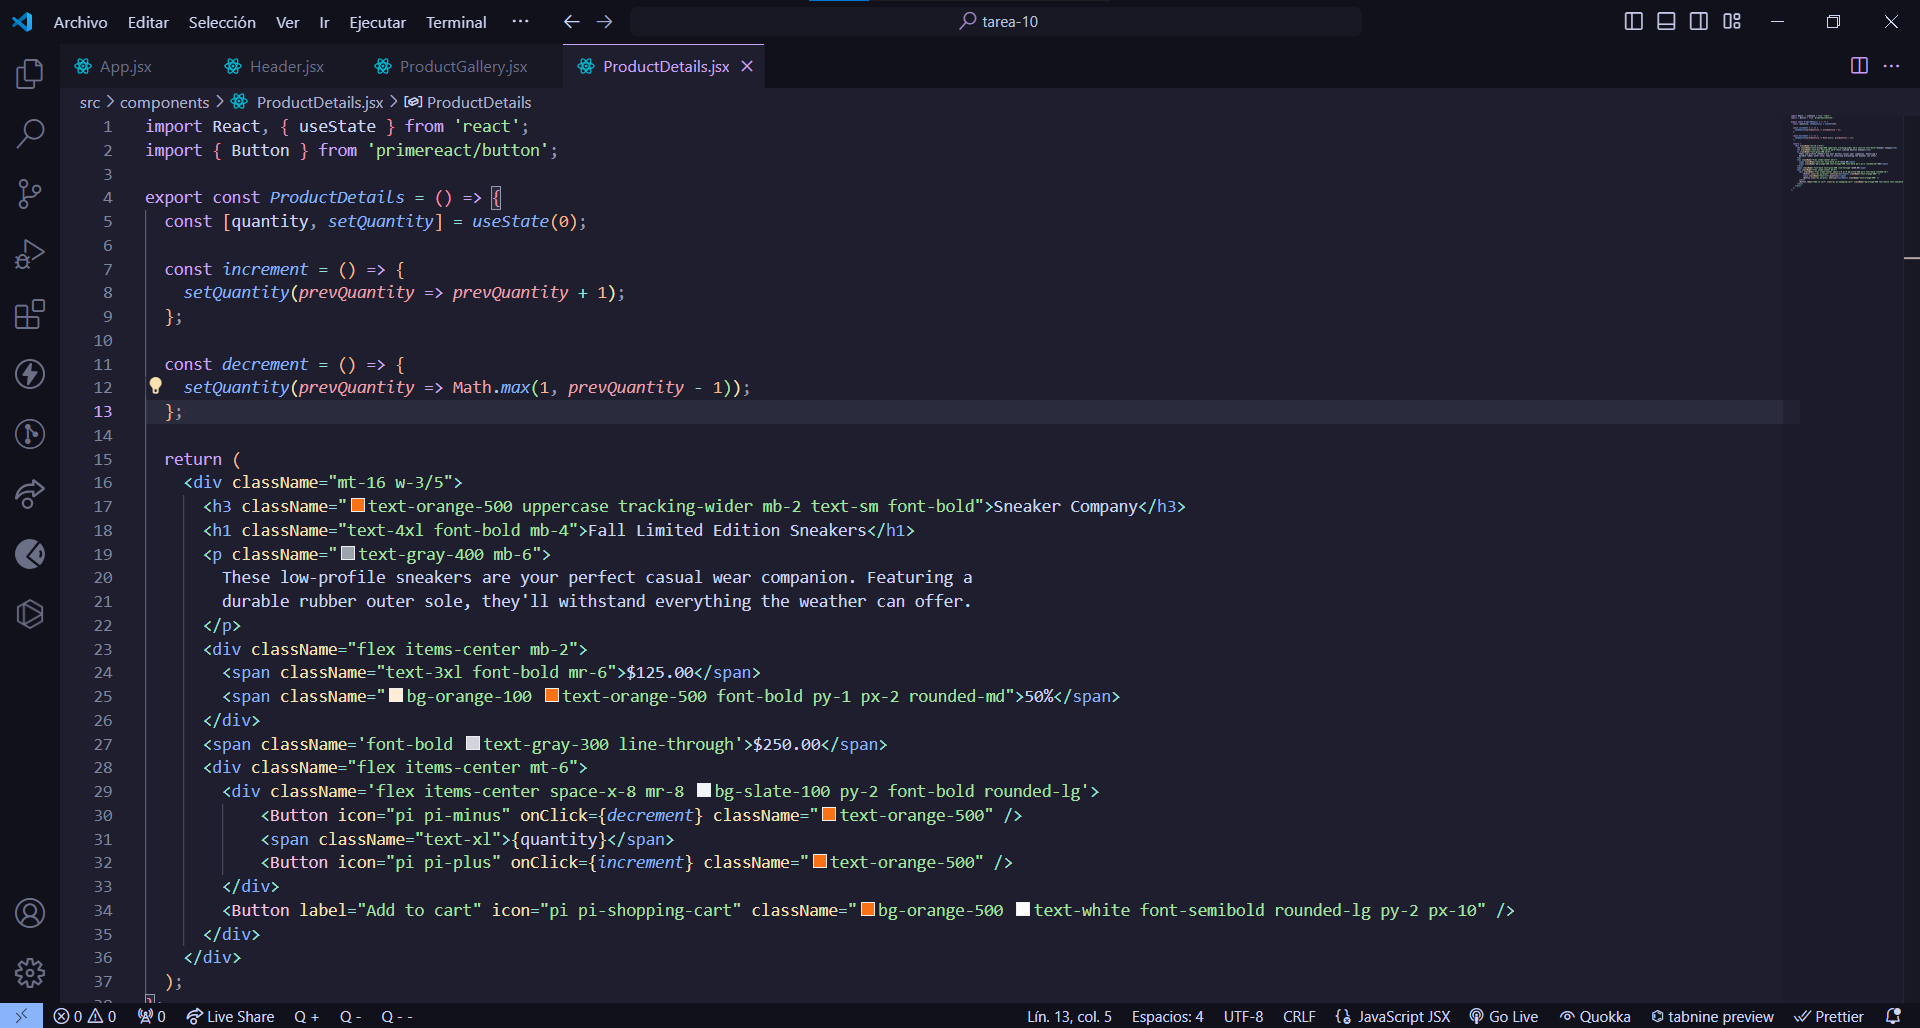 Archivo Editar Selección Ver Ir Ejecutar Terminal ··· tarea-10
App.jsx Header.jsx ProductGallery.jsx ProductDetails.jsx
src > components > ProductDetails.jsx > ProductDetails
1 import React, { useState } from 'react';
2 import { Button } from 'primereact/button';
3
4 export const ProductDetails = () => {
5 const [quantity, setQuantity] = useState(0);
6
7 const increment = () => {
8 setQuantity(prevQuantity => prevQuantity + 1);
9 };
10
11 const decrement = () => {
12 setQuantity(prevQuantity => Math.max(1, prevQuantity - 1));
13 };
14
15 return (
16 <div className="mt-16 w-3/5">
17 <h3 className="text-orange-500 uppercase tracking-wider mb-2 text-sm font-bold">Sneaker Company</h3>
18 <h1 className="text-4xl font-bold mb-4">Fall Limited Edition Sneakers</h1>
19 <p className="text-gray-400 mb-6">
20 These low-profile sneakers are your perfect casual wear companion. Featuring a
21 durable rubber outer sole, they'll withstand everything the weather can offer.
22 </p>
23 <div className="flex items-center mb-2">
24 <span className="text-3xl font-bold mr-6">$125.00</span>
25 <span className="bg-orange-100 text-orange-500 font-bold py-1 px-2 rounded-md">50%</span>
26 </div>
27 <span className='font-bold text-gray-300 line-through'>$250.00</span>
28 <div className="flex items-center mt-6">
29 <div className='flex items-center space-x-8 mr-8 bg-slate-100 py-2 font-bold rounded-lg'>
30 <Button icon="pi pi-minus" onClick={decrement} className="text-orange-500" />
31 <span className="text-xl">{quantity}</span>
32 <Button icon="pi pi-plus" onClick={increment} className="text-orange-500" />
33 </div>
34 <Button label="Add to cart" icon="pi pi-shopping-cart" className="bg-orange-500 text-white font-semibold rounded-lg py-2 px-10" />
35 </div>
36 </div>
37 );
0 0 0 Live Share Q + Q - Q - - Lín. 13, col. 5 Espacios: 4 UTF-8 CRLF JavaScript JSX Go Live Quokka tabnine preview Prettier